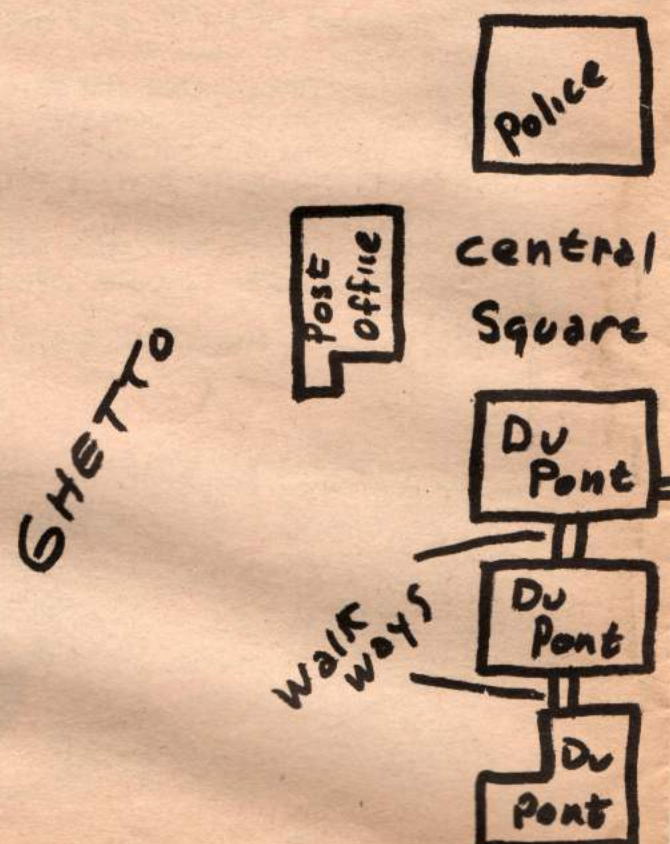 Police
Post
Office
central
Square
GHETTO
Du
Pont
Walk
ways
Du
Pont
Du
Pont